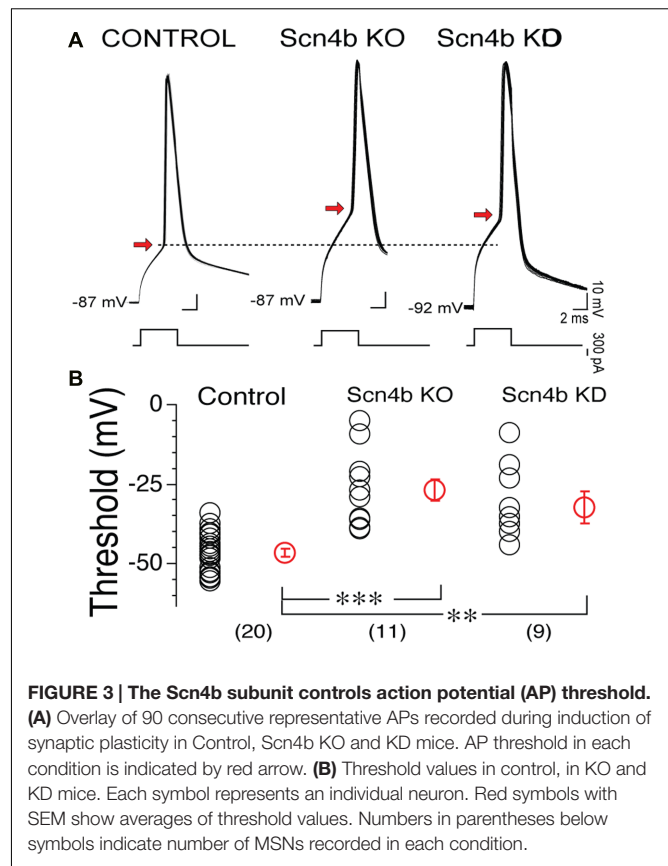 A CONTROL Scn4b KO Scn4b KD
-87 mV -87 mV -92 mV
10 mV
2 ms
300 pA
B
Control Scn4b KO Scn4b KD
Threshold (mV)
0
-25
-50
***
**
(20) (11) (9)
FIGURE 3 | The Scn4b subunit controls action potential (AP) threshold.
(A) Overlay of 90 consecutive representative APs recorded during induction of
synaptic plasticity in Control, Scn4b KO and KD mice. AP threshold in each
condition is indicated by red arrow. (B) Threshold values in control, in KO and
KD mice. Each symbol represents an individual neuron. Red symbols with
SEM show averages of threshold values. Numbers in parentheses below
symbols indicate number of MSNs recorded in each condition.